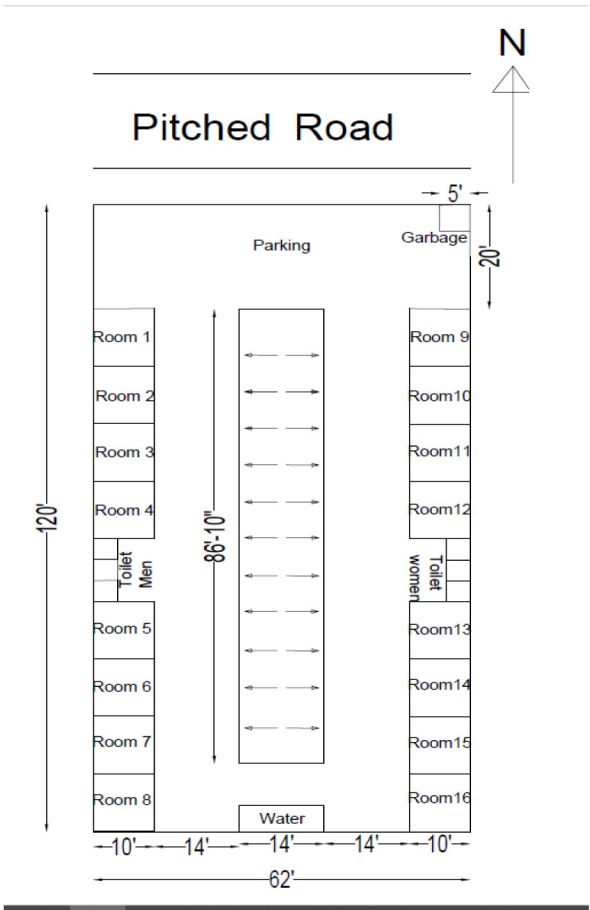 N
Pitched Road
5'
Parking
Garbage
20'
Room 1
Room 9
Room 2
Room10
Room 3
Room11
Room 4
Room12
120'
86'-10"
Toilet
Men
Toilet
women
Room 5
Room13
Room 6
Room14
Room 7
Room15
Room 8
Room16
Water
10'
14'
14'
14'
10'
62'